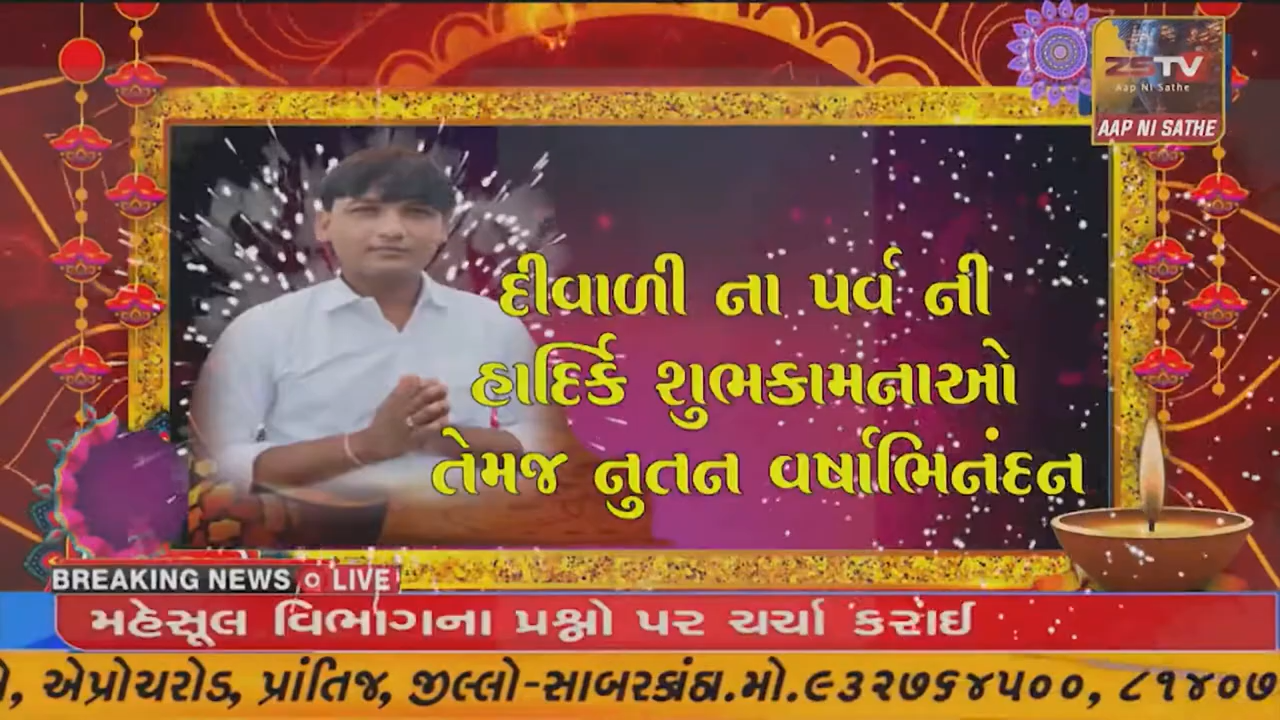 ZSTV
Aap Ni Sathe
AAP NI SATHE
દીવાળી ના પર્વ ની
હાર્દિક શુભકામનાઓ
તેમજ નુતન વર્ષાભિનંદન
BREAKING NEWS LIVE
મહેસૂલ વિભાગના પ્રશ્નો પર ચર્ચા કરાઈ
એપ્રોચરોડ, પ્રાંતિજ, જીલ્લો-સાબરકાંઠા.મો.૯૩૨૭૬૪૫૦૦, ૮૧૪૦૭